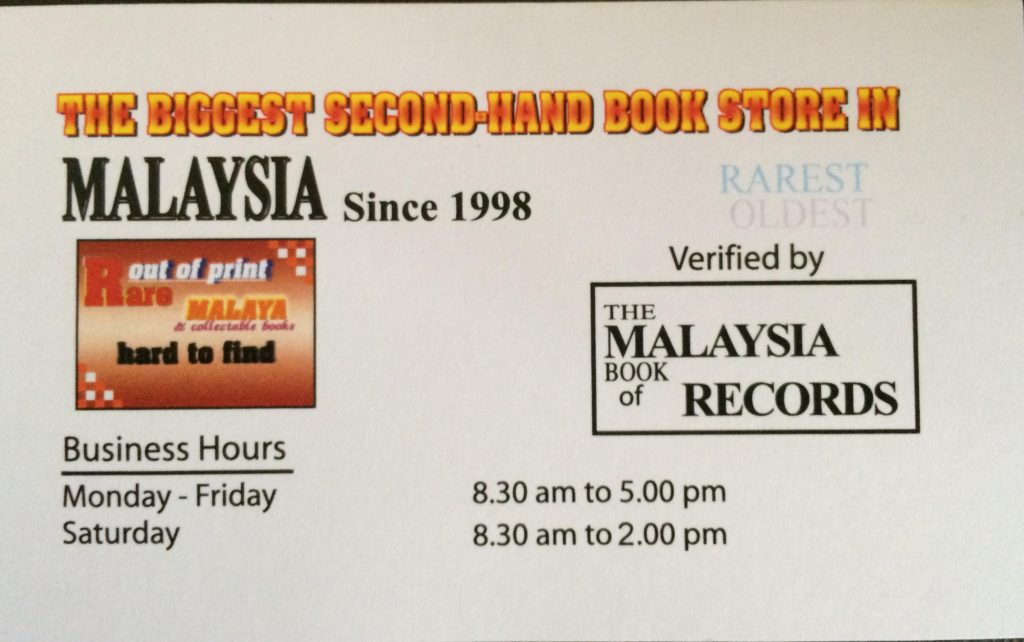 THE BIGGEST SECOND-HAND BOOK STORE IN
MALAYSIA Since 1998
RAREST
OLDEST
Verified by
THE
MALAYSIA
BOOK
of RECORDS
Rare out of print
MALAYA
& collectable books
hard to find
Business Hours
Monday - Friday 8.30 am to 5.00 pm
Saturday 8.30 am to 2.00 pm